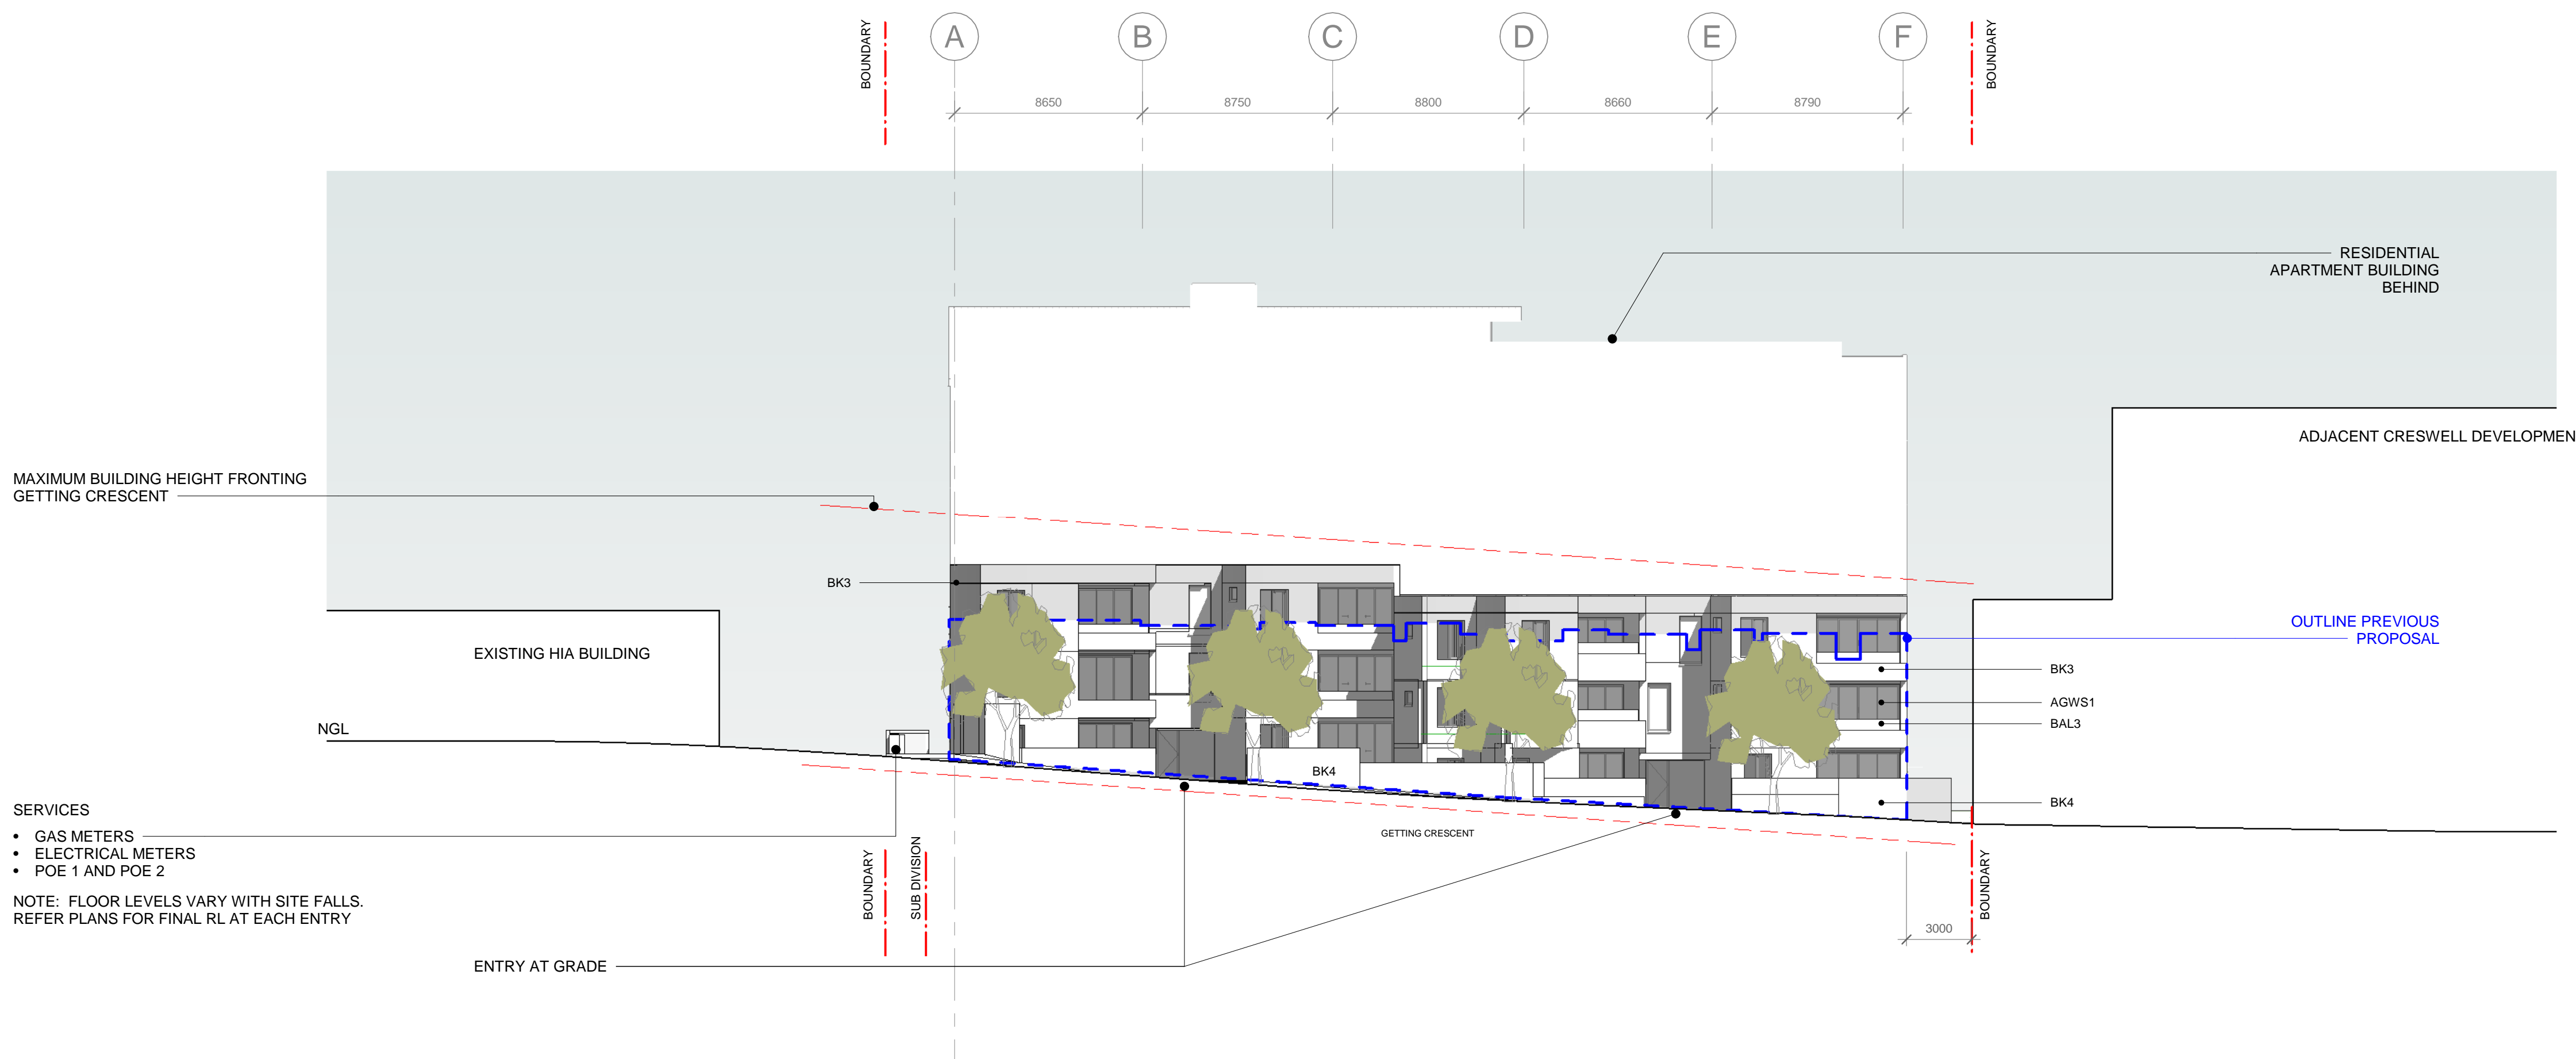 BOUNDARY
A
B
C
D
E
F
BOUNDARY
8650
8750
8800
8660
8790
RESIDENTIAL
APARTMENT BUILDING
BEHIND
ADJACENT CRESWELL DEVELOPMEN
MAXIMUM BUILDING HEIGHT FRONTING
GETTING CRESCENT
BK3
OUTLINE PREVIOUS
PROPOSAL
EXISTING HIA BUILDING
BK3
AGWS1
BAL3
NGL
BK4
BK4
SERVICES
• GAS METERS
• ELECTRICAL METERS
• POE 1 AND POE 2
GETTING CRESCENT
NOTE: FLOOR LEVELS VARY WITH SITE FALLS.
REFER PLANS FOR FINAL RL AT EACH ENTRY
BOUNDARY
SUB DIVISION
BOUNDARY
3000
ENTRY AT GRADE